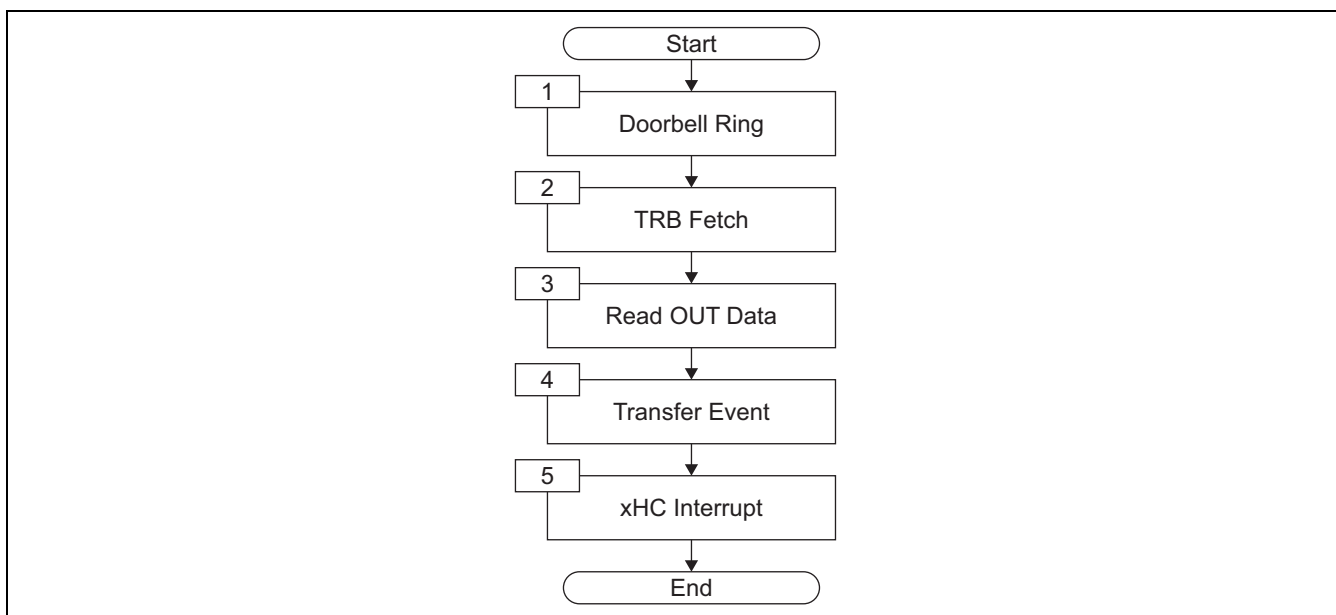 Start
1
Doorbell Ring
2
TRB Fetch
3
Read OUT Data
4
Transfer Event
5
xHC Interrupt
End